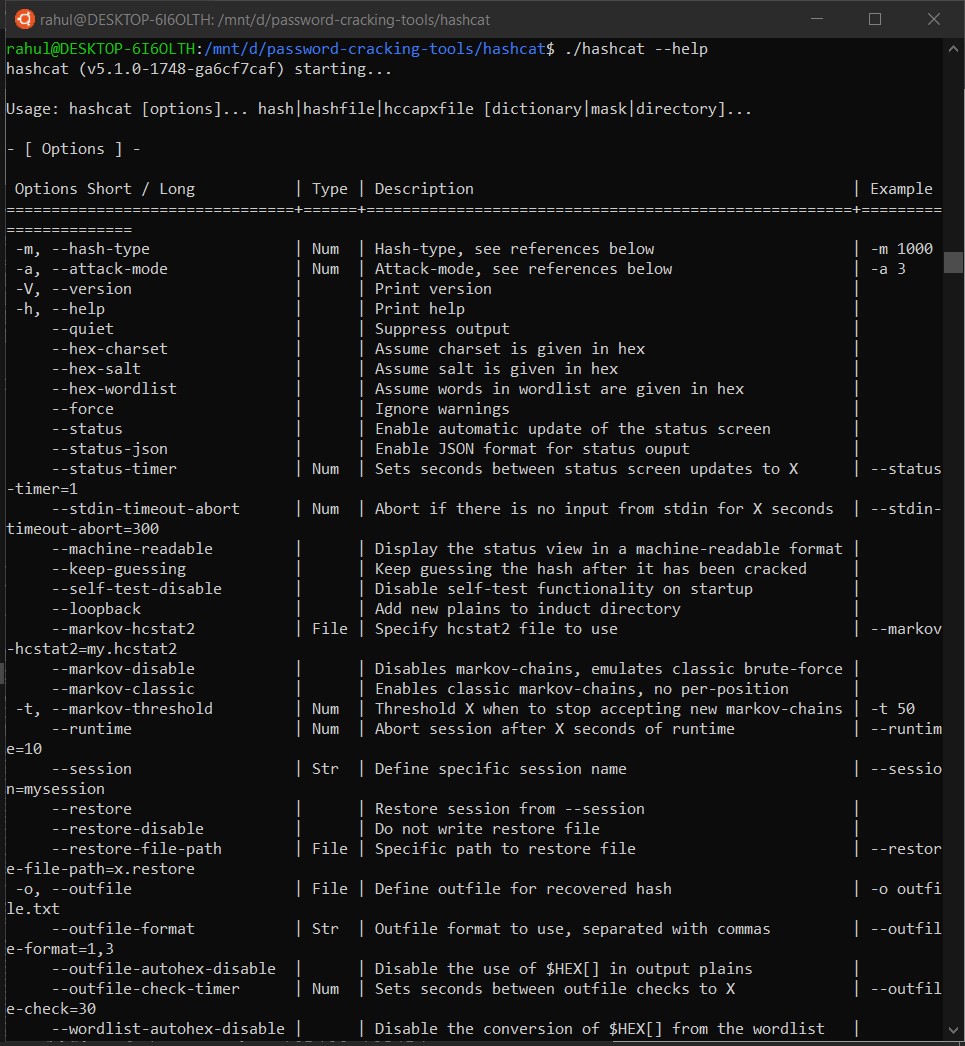 rahul@DESKTOP-6I6OLTH: /mnt/d/password-cracking-tools/hashcat
rahul@DESKTOP-6I6OLTH:/mnt/d/password-cracking-tools/hashcat$ ./hashcat --help
hashcat (v5.1.0-1748-ga6cf7caf) starting...
Usage: hashcat [options]... hash|hashfile|hccapxfile [dictionary|mask|directory]...
- [ Options ] -
 Options Short / Long           | Type | Description                                          | Example
================================+======+======================================================+=========
==============
 -m, --hash-type                | Num  | Hash-type, see references below                      | -m 1000
 -a, --attack-mode              | Num  | Attack-mode, see references below                    | -a 3
 -V, --version                  |      | Print version                                        |
 -h, --help                     |      | Print help                                           |
     --quiet                    |      | Suppress output                                      |
     --hex-charset              |      | Assume charset is given in hex                       |
     --hex-salt                 |      | Assume salt is given in hex                          |
     --hex-wordlist             |      | Assume words in wordlist are given in hex            |
     --force                    |      | Ignore warnings                                      |
     --status                   |      | Enable automatic update of the status screen         |
     --status-json              |      | Enable JSON format for status ouput                  |
     --status-timer             | Num  | Sets seconds between status screen updates to X      | --status
-timer=1
     --stdin-timeout-abort      | Num  | Abort if there is no input from stdin for X seconds  | --stdin-
timeout-abort=300
     --machine-readable         |      | Display the status view in a machine-readable format |
     --keep-guessing            |      | Keep guessing the hash after it has been cracked     |
     --self-test-disable        |      | Disable self-test functionality on startup           |
     --loopback                 |      | Add new plains to induct directory                   |
     --markov-hcstat2           | File | Specify hcstat2 file to use                          | --markov
-hcstat2=my.hcstat2
     --markov-disable           |      | Disables markov-chains, emulates classic brute-force |
     --markov-classic           |      | Enables classic markov-chains, no per-position       |
 -t, --markov-threshold         | Num  | Threshold X when to stop accepting new markov-chains | -t 50
     --runtime                  | Num  | Abort session after X seconds of runtime             | --runtim
e=10
     --session                  | Str  | Define specific session name                         | --sessio
n=mysession
     --restore                  |      | Restore session from --session                       |
     --restore-disable          |      | Do not write restore file                            |
     --restore-file-path        | File | Specific path to restore file                        | --restor
e-file-path=x.restore
 -o, --outfile                  | File | Define outfile for recovered hash                    | -o outfi
le.txt
     --outfile-format           | Str  | Outfile format to use, separated with commas         | --outfil
e-format=1,3
     --outfile-autohex-disable  |      | Disable the use of $HEX[] in output plains           |
     --outfile-check-timer      | Num  | Sets seconds between outfile checks to X             | --outfil
e-check=30
     --wordlist-autohex-disable |      | Disable the conversion of $HEX[] from the wordlist   |